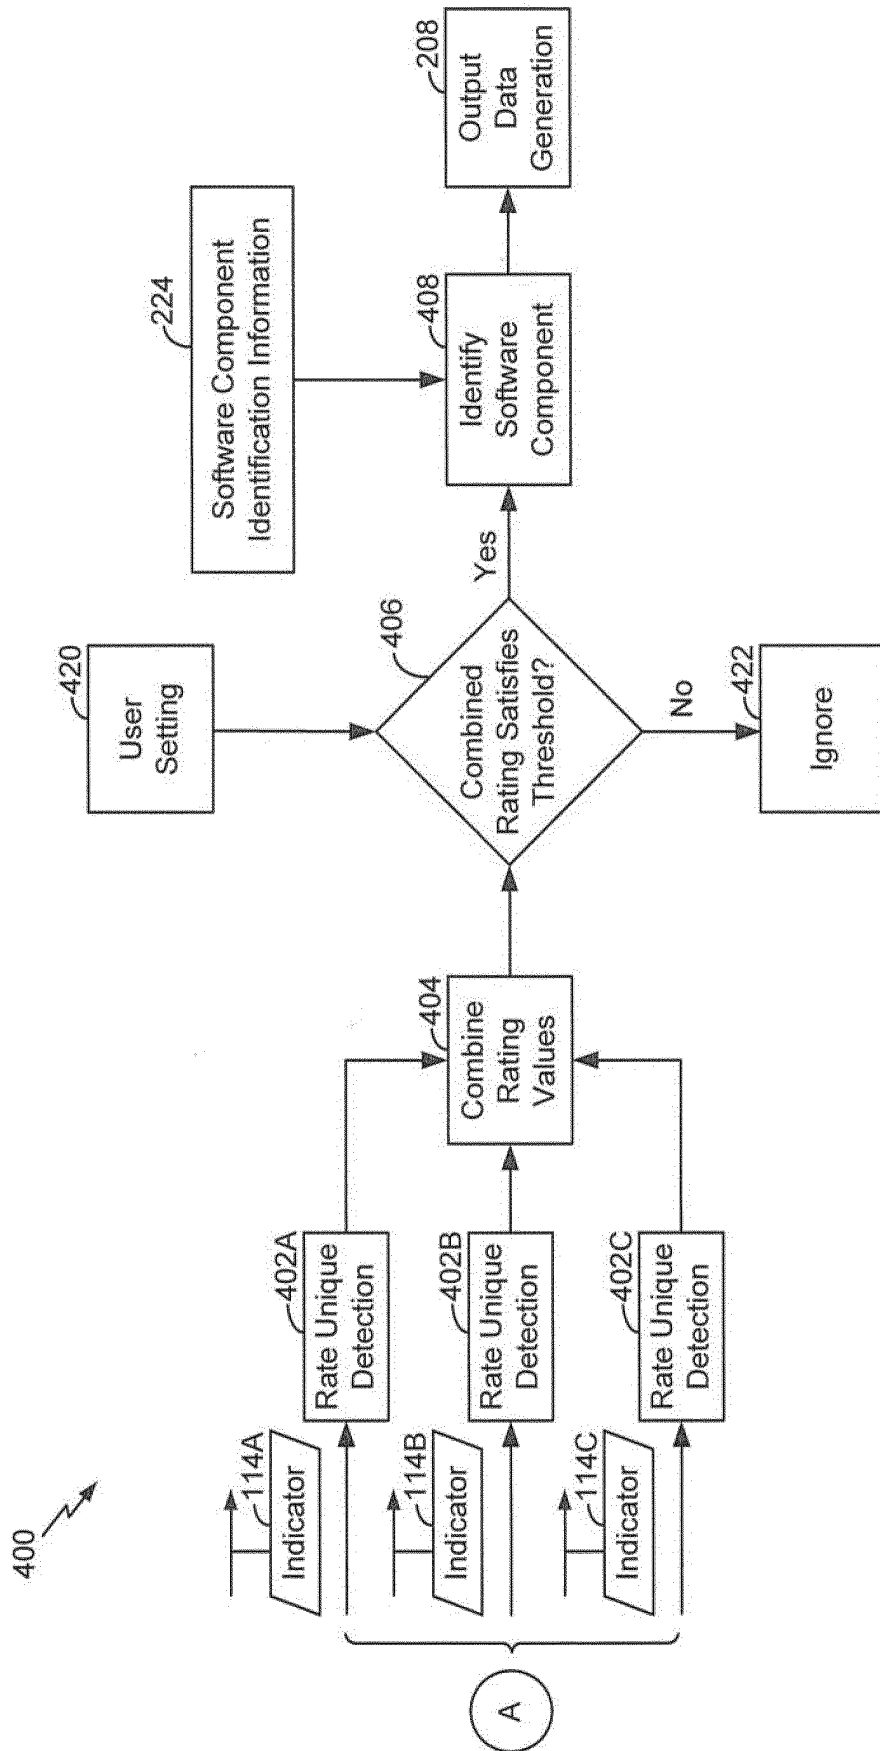 400
A
114A
Indicator
402A
Rate Unique
Detection
114B
Indicator
402B
Rate Unique
Detection
114C
Indicator
402C
Rate Unique
Detection
404
Combine
Rating
Values
420
User
Setting
406
Combined
Rating Satisfies
Threshold?
Yes
No
422
Ignore
224
Software Component
Identification Information
408
Identify
Software
Component
208
Output
Data
Generation